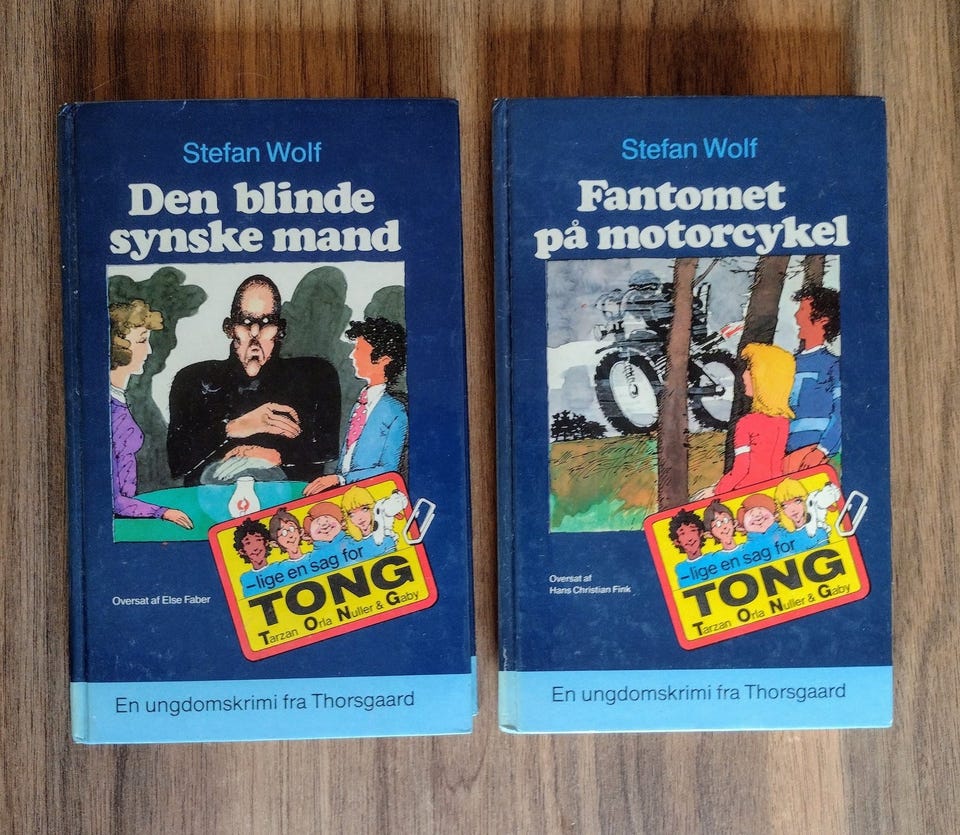 Stefan Wolf
Den blinde
synske mand
–lige en sag for
TONG
Tarzan Orla Nuller & Gaby
Oversat af Else Faber
En ungdomskrimi fra Thorsgaard
Stefan Wolf
Fantomet
på motorcykel
–lige en sag for
TONG
Tarzan Orla Nuller & Gaby
Oversat af
Hans Christian Fink
En ungdomskrimi fra Thorsgaard